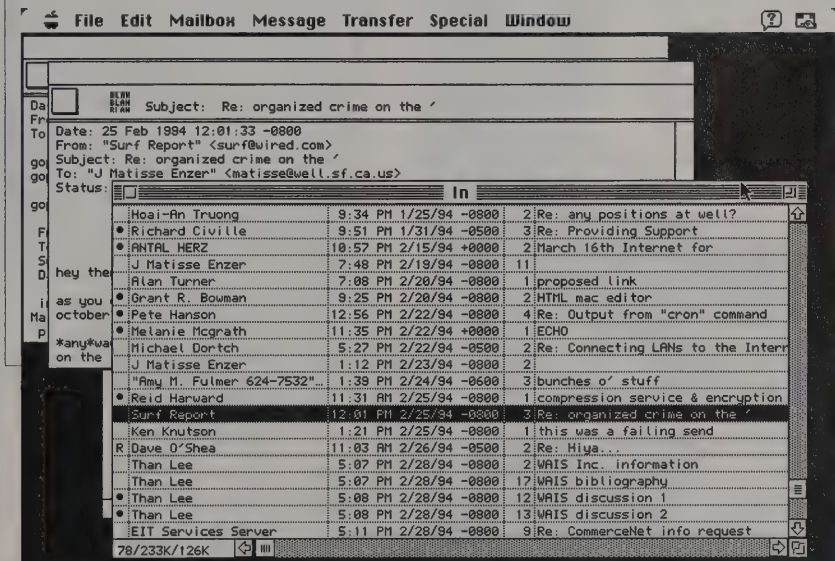 File Edit Mailbox Message Transfer Special Window
BLAH
BLAH
BLAH
Subject: Re: organized crime on the '
Da
Fr
To
go
go
go
F
T
S
D
i
Ma
P
Date: 25 Feb 1994 12:01:33 -0800
From: "Surf Report" <surf@wired.com>
Subject: Re: organized crime on the '
To: "J Matisse Enzer" <matisse@well.sf.ca.us>
Status:
hey the
as you
october
*any*wa
on the
In
Hoai-An Truong 9:34 PM 1/25/94 -0800 2 Re: any positions at well?
• Richard Civille 9:51 PM 1/31/94 -0500 3 Re: Providing Support
• ANTAL HERZ 10:57 PM 2/15/94 +0000 2 March 16th Internet for
J Matisse Enzer 7:48 PM 2/19/94 -0800 11
Alan Turner 7:08 PM 2/20/94 -0800 1 proposed link
• Grant R. Bowman 9:25 PM 2/20/94 -0800 2 HTML mac editor
• Pete Hanson 12:56 PM 2/22/94 -0800 4 Re: Output from "cron" command
• Melanie Mcgrath 11:35 PM 2/22/94 +0000 1 ECHO
Michael Dortch 5:27 PM 2/22/94 -0500 2 Re: Connecting LANs to the Interr
J Matisse Enzer 1:12 PM 2/23/94 -0800 2
"Amy M. Fulmer 624-7532"... 1:39 PM 2/24/94 -0600 3 bunches o' stuff
• Reid Harward 11:31 AM 2/25/94 -0800 1 compression service & encryption
Surf Report 12:01 PM 2/25/94 -0800 3 Re: organized crime on the '
Ken Knutson 1:21 PM 2/25/94 -0800 1 this was a failing send
R Dave O'Shea 11:03 AM 2/26/94 -0500 2 Re: Hiya...
Than Lee 5:07 PM 2/28/94 -0800 2 WAIS Inc. information
Than Lee 5:07 PM 2/28/94 -0800 17 WAIS bibliography
• Than Lee 5:08 PM 2/28/94 -0800 12 WAIS discussion 1
• Than Lee 5:08 PM 2/28/94 -0800 13 WAIS discussion 2
EIT Services Server 5:11 PM 2/28/94 -0800 9 Re: CommerceNet info request
78/233K/126K